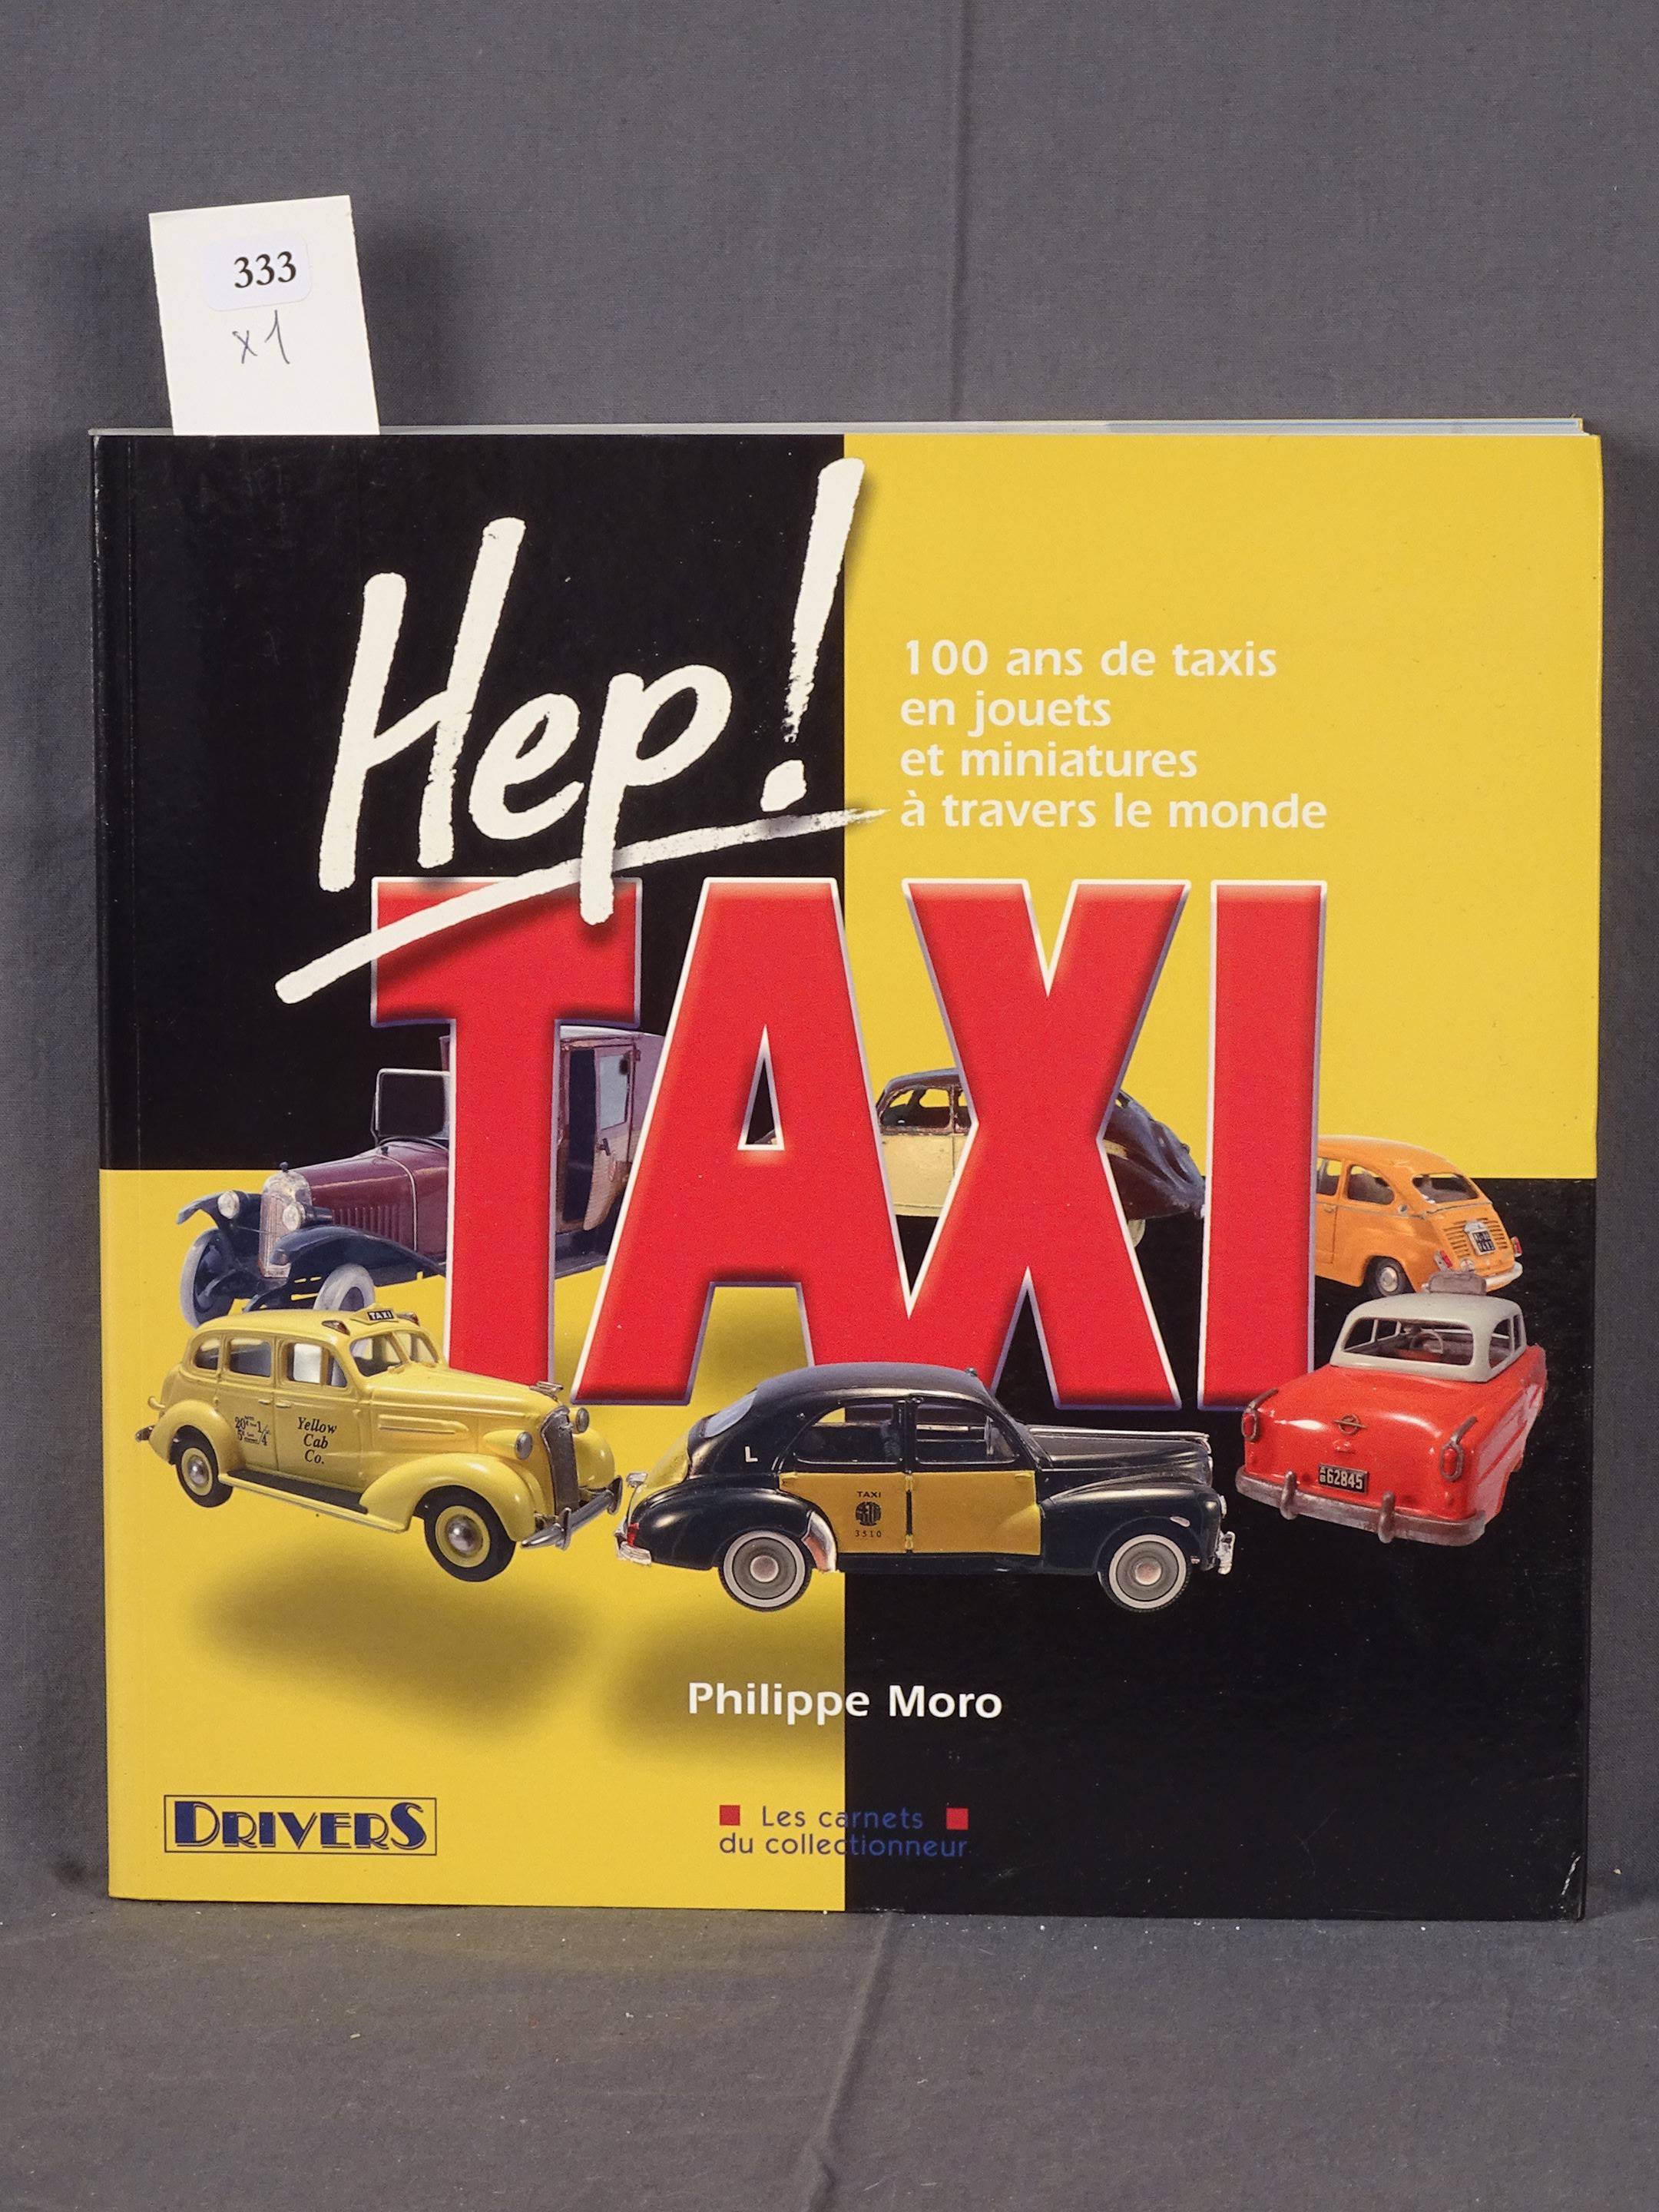 333
x1
Hep!
100 ans de taxis
en jouets
et miniatures
à travers le monde
TAXI
TAXI
Yellow
Cab
Co.
L
TAXI
3510
62845
Philippe Moro
DRIVERS
Les carnets
du collectionneur